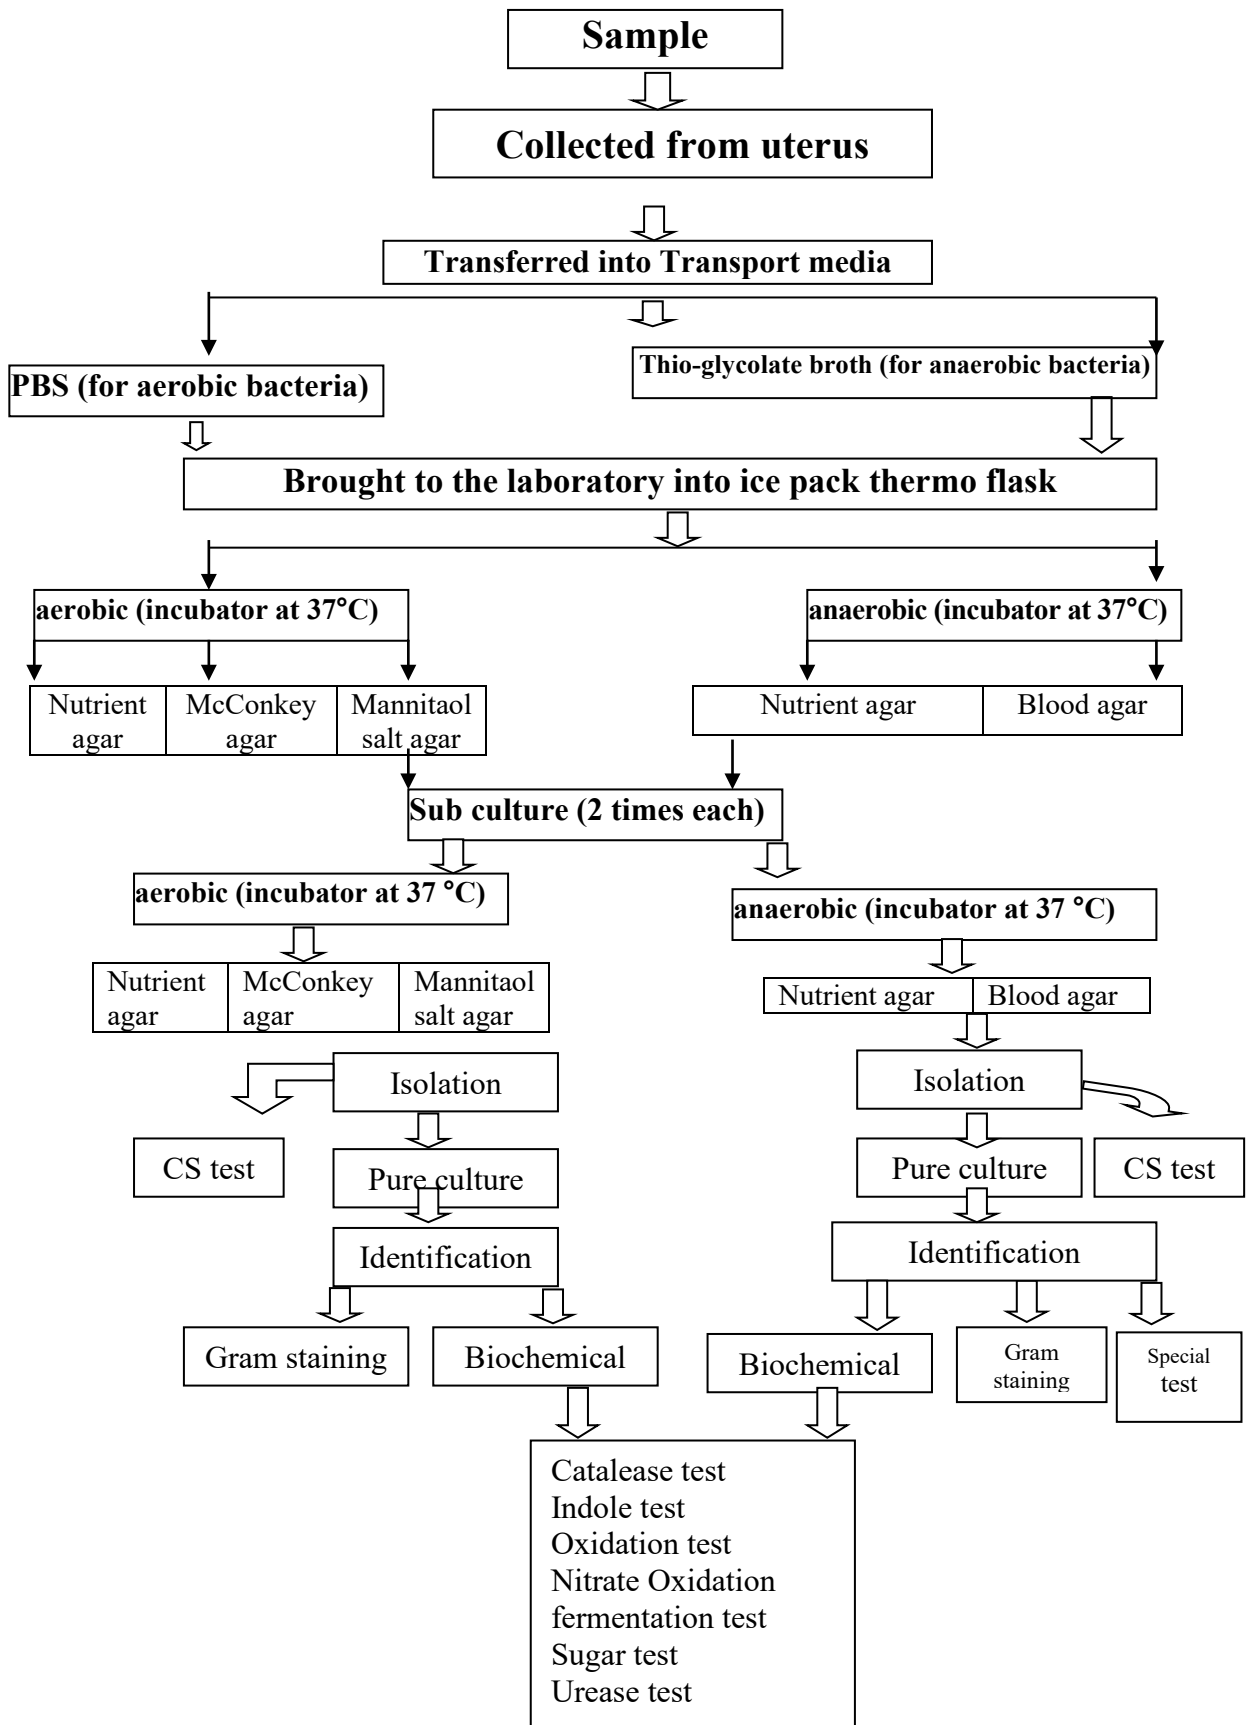 Sample
Collected from uterus
Transferred into Transport media
PBS (for aerobic bacteria)
Thio-glycolate broth (for anaerobic bacteria)
Brought to the laboratory into ice pack thermo flask
aerobic (incubator at 37°C)
anaerobic (incubator at 37°C)
Nutrient
agar
McConkey
agar
Mannitaol
salt agar
Nutrient agar
Blood agar
Sub culture (2 times each)
aerobic (incubator at 37 °C)
anaerobic (incubator at 37 °C)
Nutrient
agar
McConkey
agar
Mannitaol
salt agar
Nutrient agar
Blood agar
Isolation
Isolation
CS test
Pure culture
Pure culture
CS test
Identification
Identification
Gram staining
Biochemical
Biochemical
Gram
staining
Special
test
Catalease test
Indole test
Oxidation test
Nitrate Oxidation
fermentation test
Sugar test
Urease test